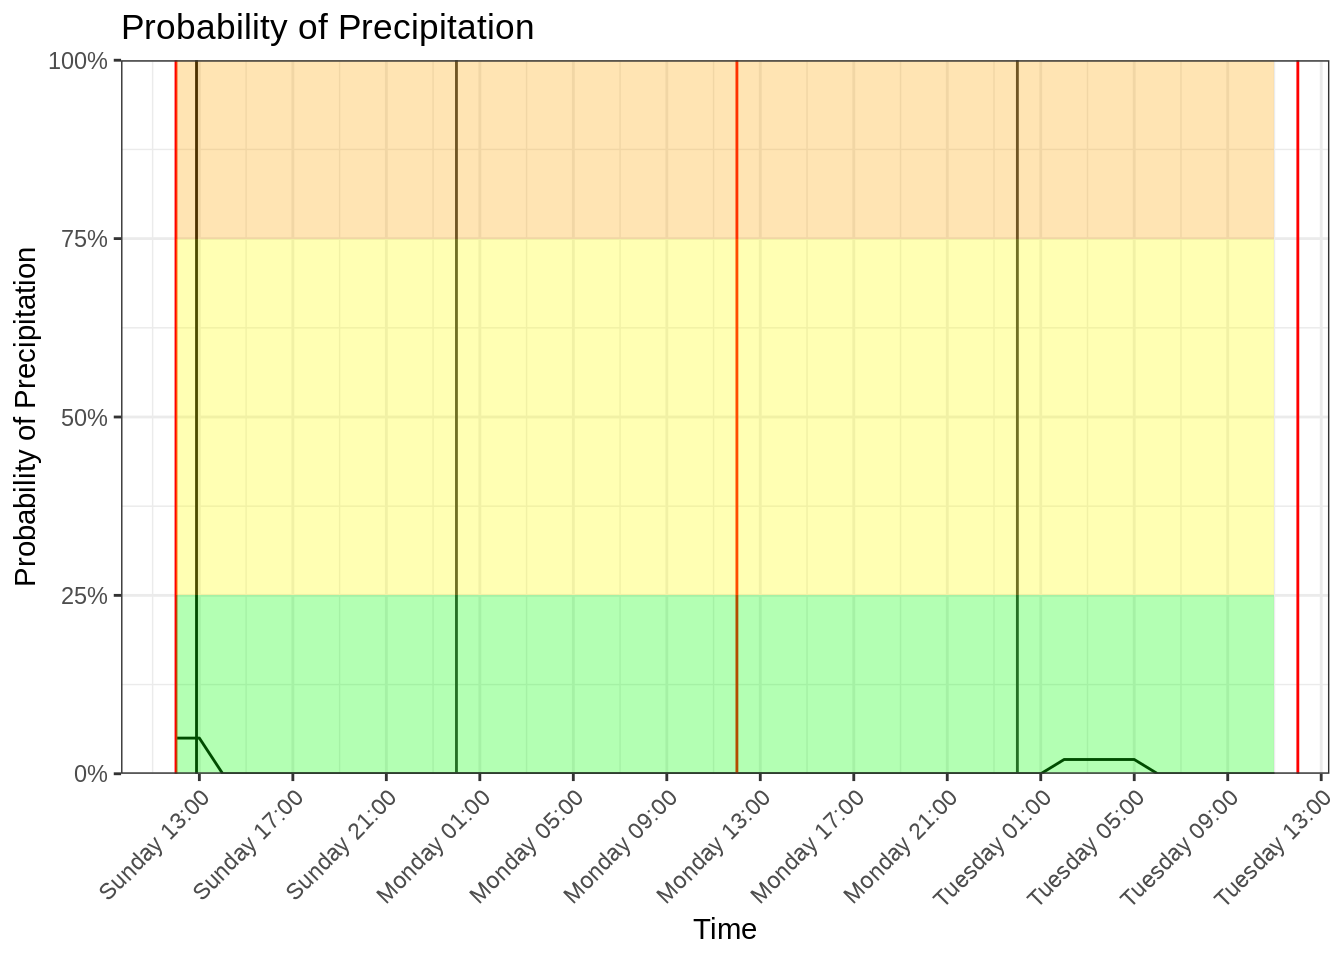 Probability of Precipitation
Probability of Precipitation
100%
75%
50%
25%
0%
Sunday 13:00
Sunday 17:00
Sunday 21:00
Monday 01:00
Monday 05:00
Monday 09:00
Monday 13:00
Monday 17:00
Monday 21:00
Tuesday 01:00
Tuesday 05:00
Tuesday 09:00
Tuesday 13:00
Time